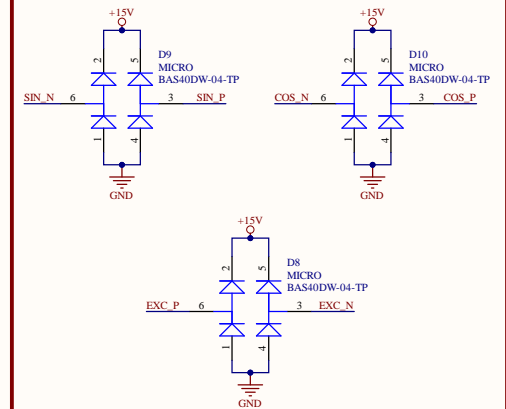 +15V
2
5
D9
MICRO
BAS40DW-04-TP
SIN_N 6
3 SIN_P
1
4
GND
+15V
2
5
D10
MICRO
BAS40DW-04-TP
COS_N 6
3 COS_P
1
4
GND
+15V
2
5
D8
MICRO
BAS40DW-04-TP
EXC_P 6
3 EXC_N
1
4
GND